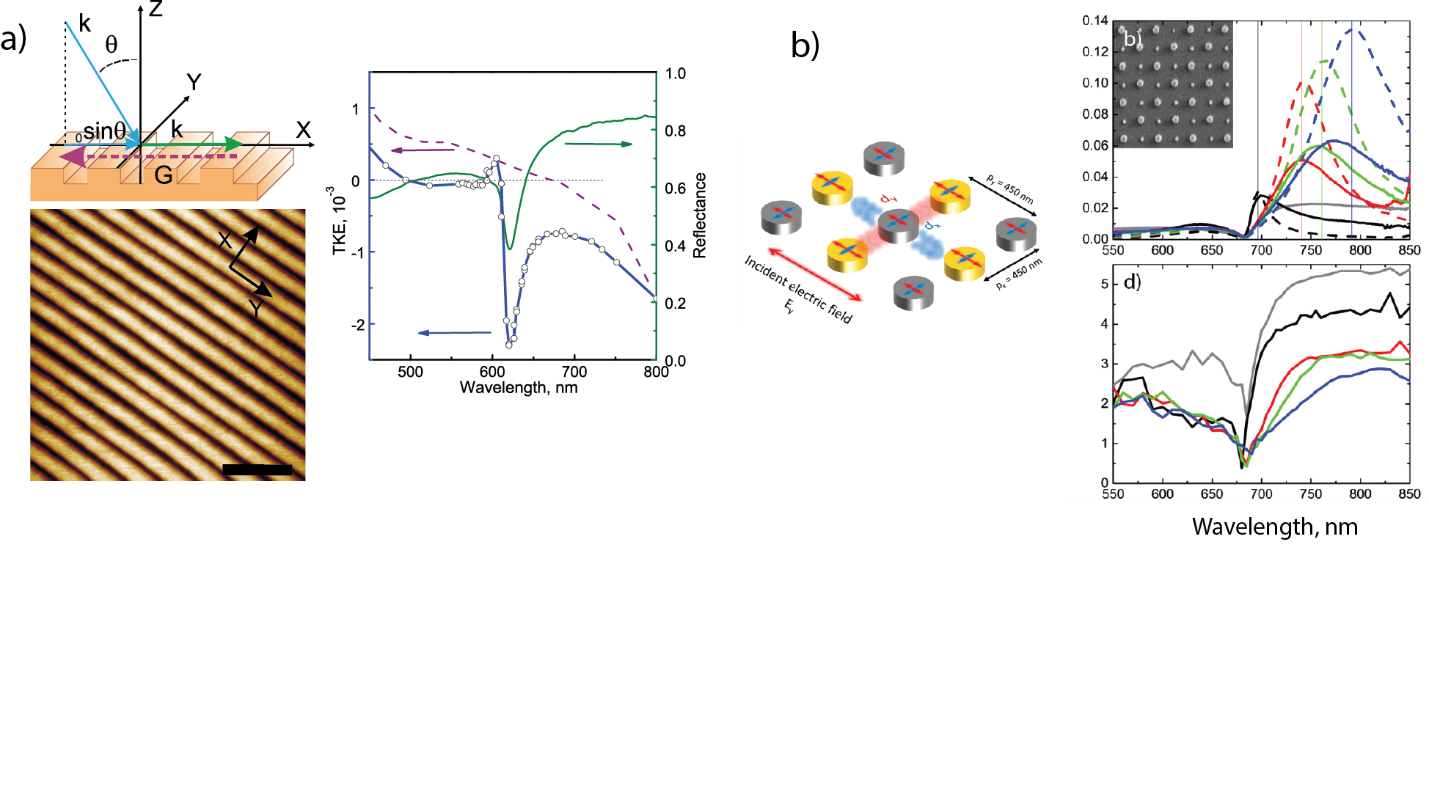 a)
Z
k
θ
Y
0sinθ
k
X
G
X
Y
1
0
-1
-2
TKE, 10⁻³
1.0
0.8
0.6
0.4
0.2
0.0
Reflectance
500
600
700
800
Wavelength, nm
b)
dᵧ
dₓ
pᵧ = 450 nm
pₓ = 450 nm
Incident electric field
Eᵧ
b)
0.14
0.12
0.10
0.08
0.06
0.04
0.02
0.00
550
600
650
700
750
800
850
d)
5
4
3
2
1
0
550
600
650
700
750
800
850
Wavelength, nm